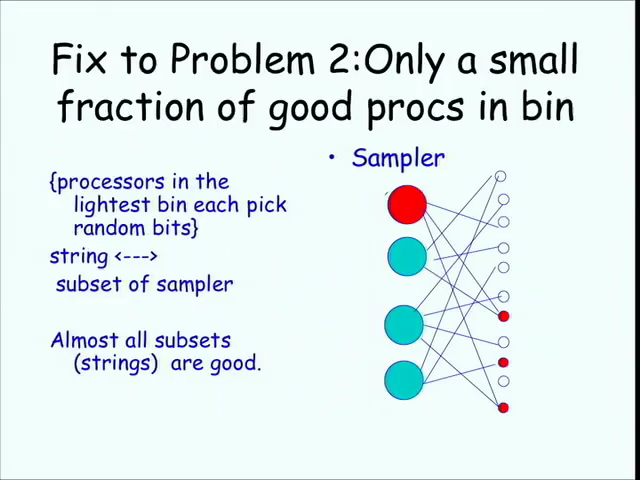 Fix to Problem 2:Only a small
fraction of good procs in bin
{processors in the
lightest bin each pick
random bits}
string <--->
subset of sampler
Almost all subsets
(strings) are good.
• Sampler